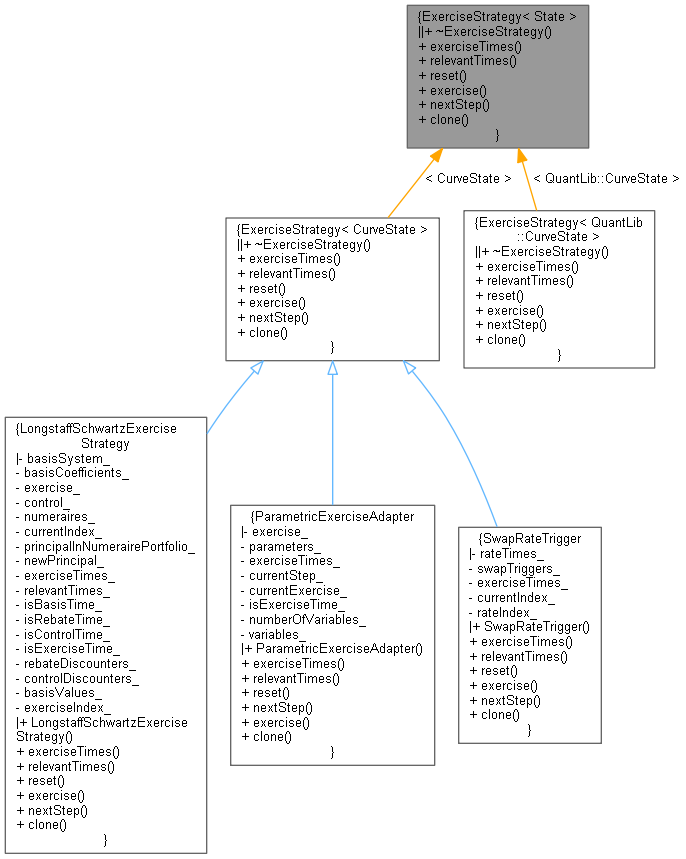 {ExerciseStrategy< State >
||+ ~ExerciseStrategy()
+ exerciseTimes()
+ relevantTimes()
+ reset()
+ exercise()
+ nextStep()
+ clone()
}
< CurveState >
< QuantLib::CurveState >
{ExerciseStrategy< CurveState >
||+ ~ExerciseStrategy()
+ exerciseTimes()
+ relevantTimes()
+ reset()
+ exercise()
+ nextStep()
+ clone()
}
{ExerciseStrategy< QuantLib
::CurveState >
||+ ~ExerciseStrategy()
+ exerciseTimes()
+ relevantTimes()
+ reset()
+ exercise()
+ nextStep()
+ clone()
}
{LongstaffSchwartzExercise
Strategy
|- basisSystem_
- basisCoefficients_
- exercise_
- control_
- numeraires_
- currentIndex_
- principalInNumerairePortfolio_
- newPrincipal_
- exerciseTimes_
- relevantTimes_
- isBasisTime_
- isRebateTime_
- isControlTime_
- isExerciseTime_
- rebateDiscounters_
- controlDiscounters_
- basisValues_
- exerciseIndex_
|+ LongstaffSchwartzExercise
Strategy()
+ exerciseTimes()
+ relevantTimes()
+ reset()
+ exercise()
+ nextStep()
+ clone()
}
{ParametricExerciseAdapter
|- exercise_
- parameters_
- exerciseTimes_
- currentStep_
- currentExercise_
- isExerciseTime_
- numberOfVariables_
- variables_
|+ ParametricExerciseAdapter()
+ exerciseTimes()
+ relevantTimes()
+ reset()
+ nextStep()
+ exercise()
+ clone()
}
{SwapRateTrigger
|- rateTimes_
- swapTriggers_
- exerciseTimes_
- currentIndex_
- rateIndex_
|+ SwapRateTrigger()
+ exerciseTimes()
+ relevantTimes()
+ reset()
+ exercise()
+ nextStep()
+ clone()
}